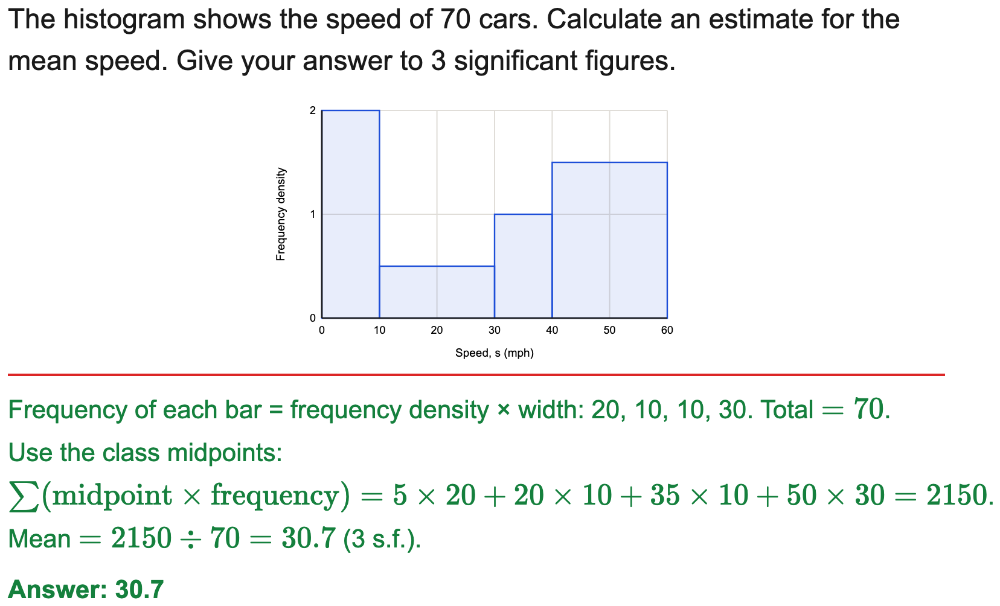 The histogram shows the speed of 70 cars. Calculate an estimate for the
mean speed. Give your answer to 3 significant figures.
2
1
0
Frequency density
0 10 20 30 40 50 60
Speed, s (mph)
Frequency of each bar = frequency density × width: 20, 10, 10, 30. Total = 70.
Use the class midpoints:
∑(midpoint × frequency) = 5 × 20 + 20 × 10 + 35 × 10 + 50 × 30 = 2150.
Mean = 2150 ÷ 70 = 30.7 (3 s.f.).
Answer: 30.7